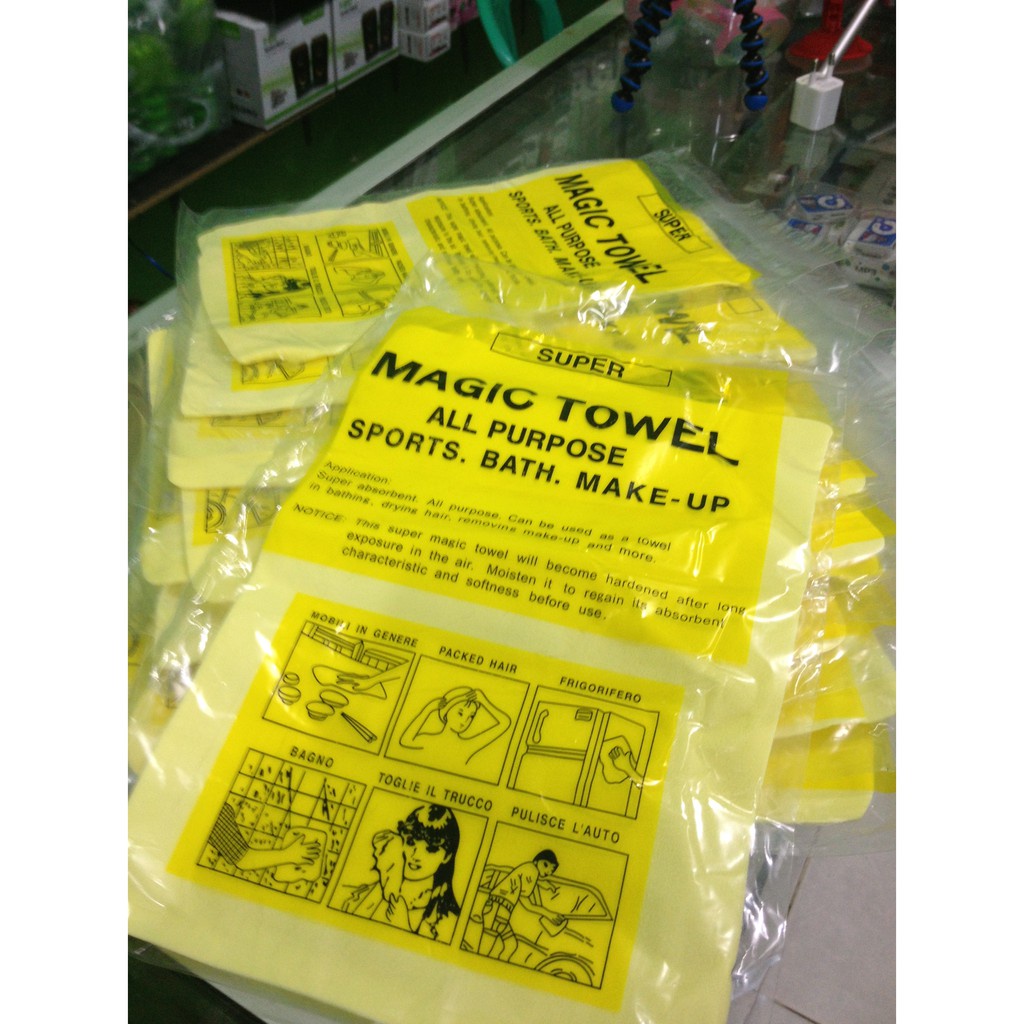 SUPER
MAGIC TOWEL
ALL PURPOSE
SPORTS. BATH. MAKE-UP
Application:
Super absorbent. All purpose. Can be used as a towel
in bathing, drying hair, removing make-up and more.
NOTICE: This super magic towel will become hardened after long
exposure in the air. Moisten it to regain its absorbent
characteristic and softness before use.
MOBILI IN GENERE
PACKED HAIR
FRIGORIFERO
BAGNO
TOGLIE IL TRUCCO
PULISCE L'AUTO
SUPER
MAGIC TOWEL
ALL PURPOSE
SPORTS. BATH.